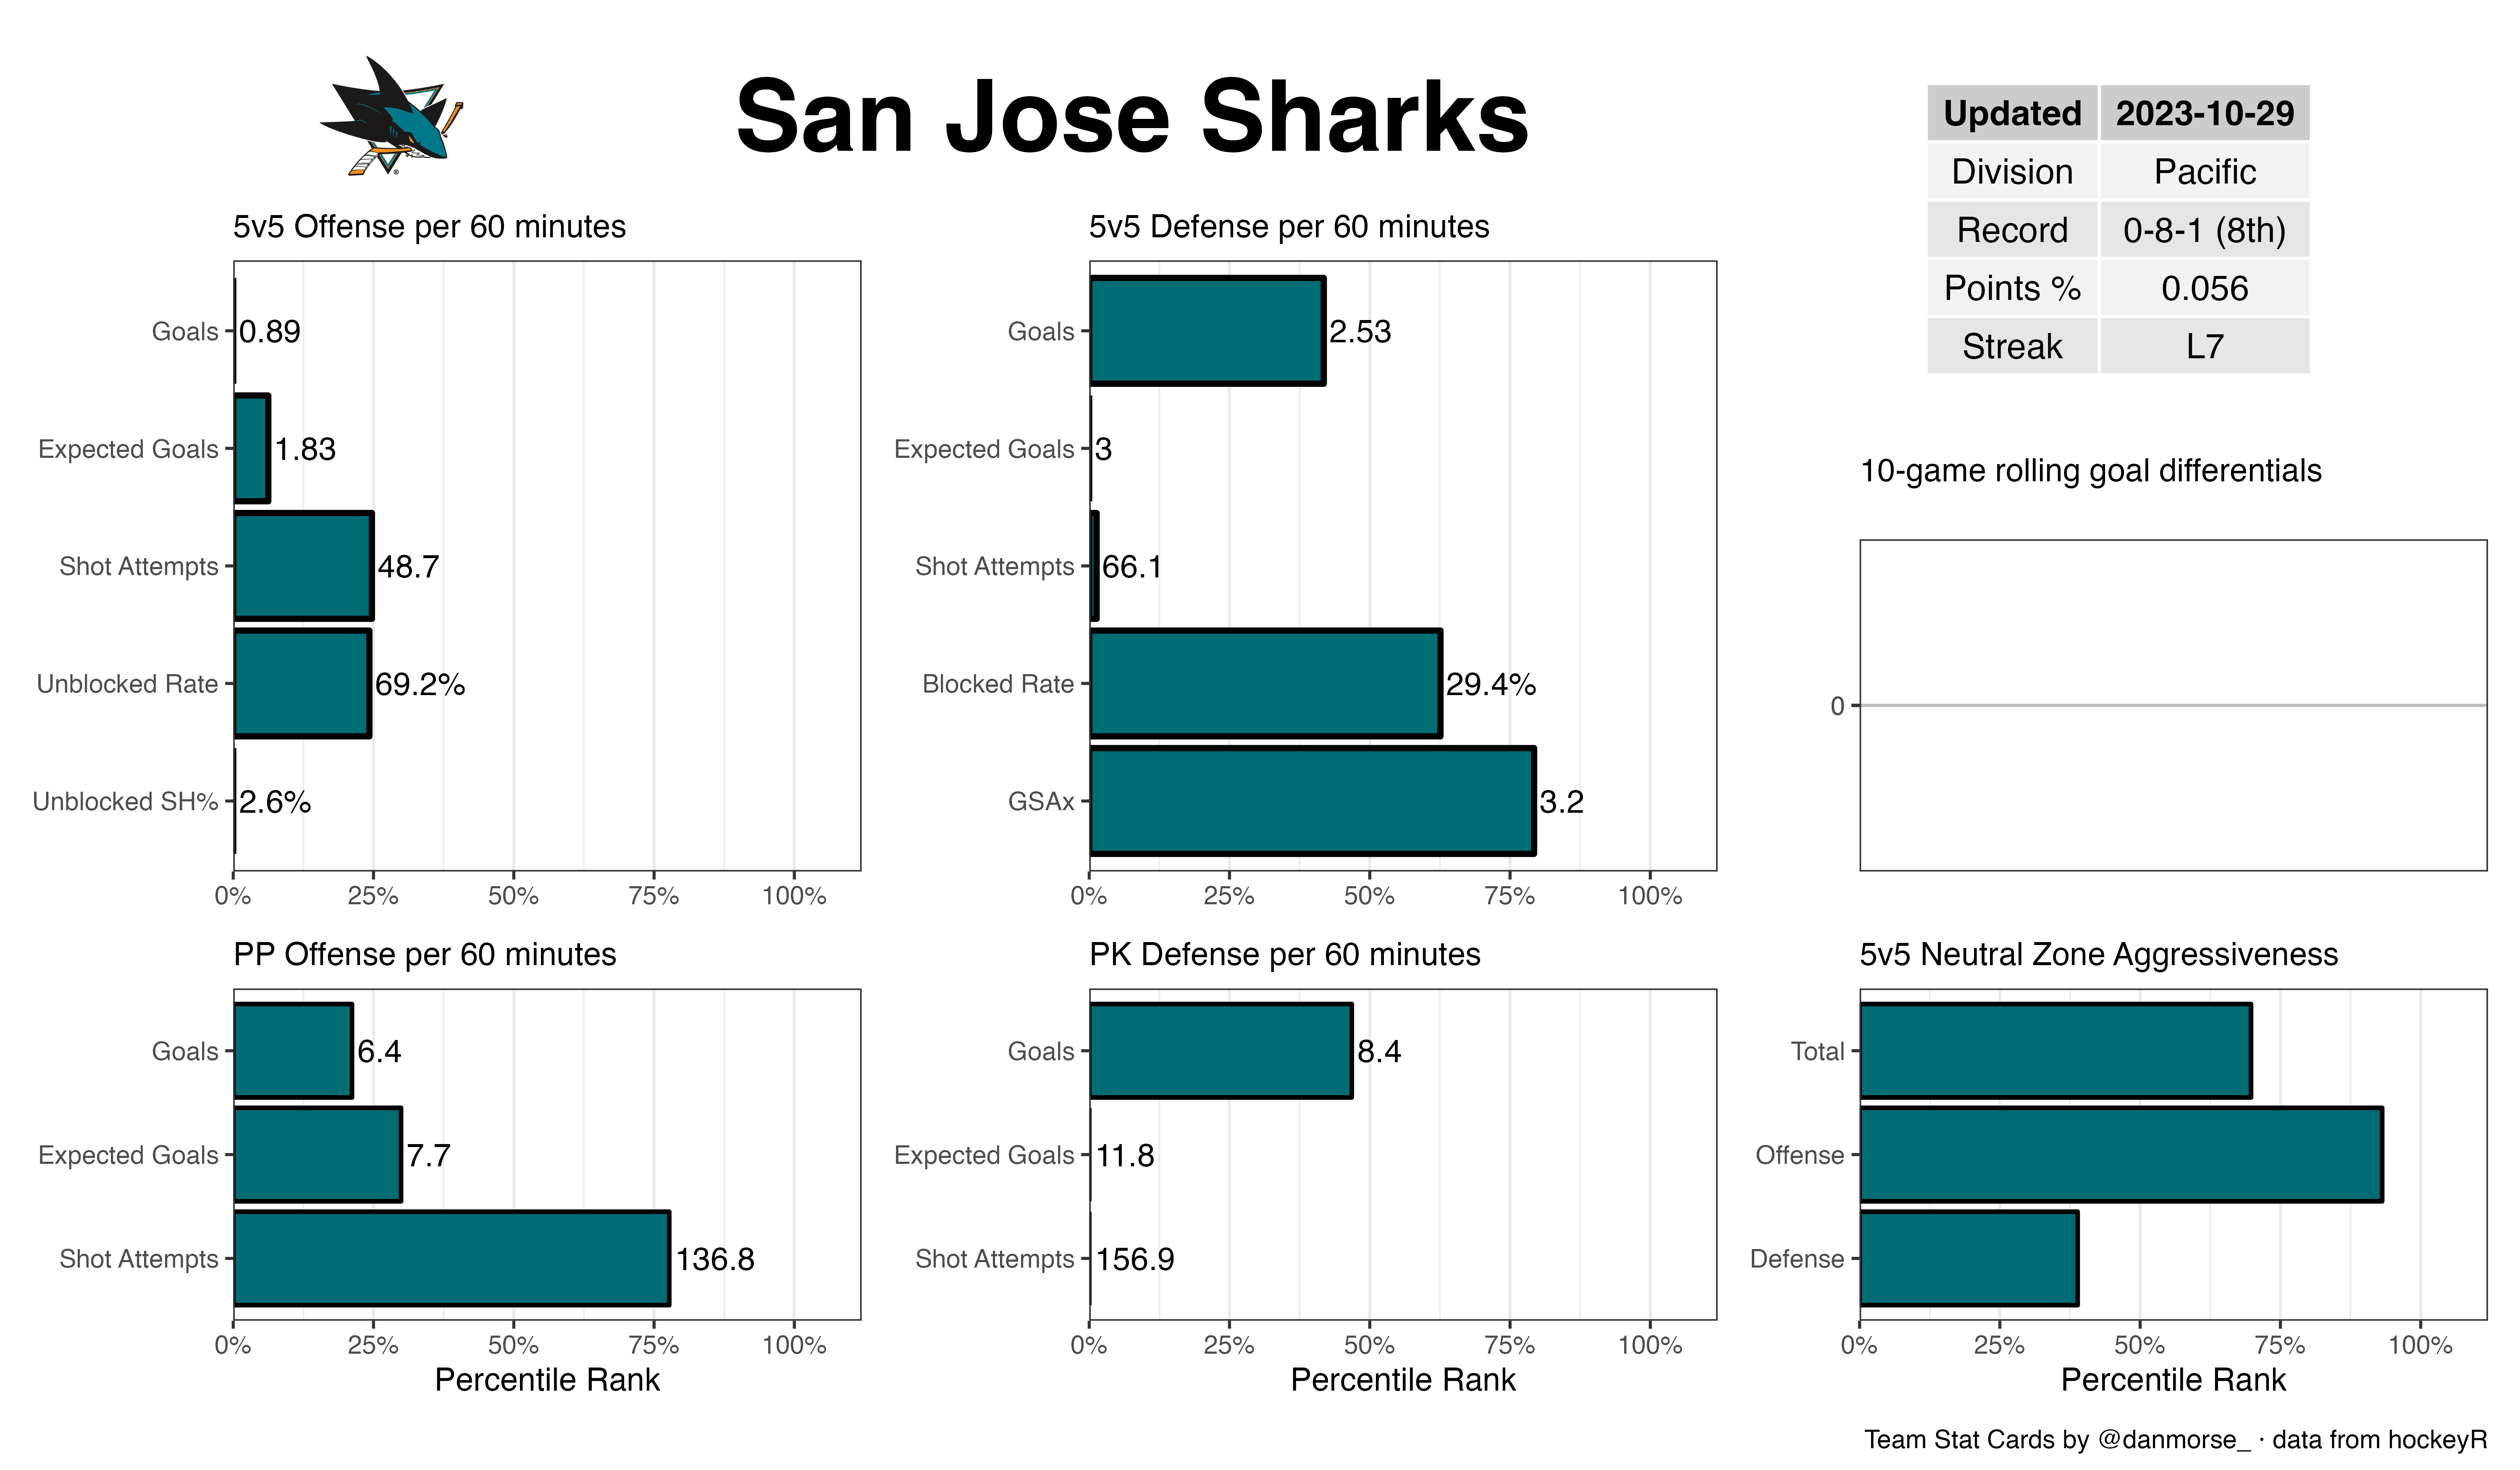 San Jose Sharks
Updated 2023-10-29
Division Pacific
Record 0-8-1 (8th)
Points % 0.056
Streak L7
5v5 Offense per 60 minutes
Goals 0.89
Expected Goals 1.83
Shot Attempts 48.7
Unblocked Rate 69.2%
Unblocked SH% 2.6%
0% 25% 50% 75% 100%
5v5 Defense per 60 minutes
Goals 2.53
Expected Goals 3
Shot Attempts 66.1
Blocked Rate 29.4%
GSAx 3.2
0% 25% 50% 75% 100%
10-game rolling goal differentials
0
PP Offense per 60 minutes
Goals 6.4
Expected Goals 7.7
Shot Attempts 136.8
0% 25% 50% 75% 100%
Percentile Rank
PK Defense per 60 minutes
Goals 8.4
Expected Goals 11.8
Shot Attempts 156.9
0% 25% 50% 75% 100%
Percentile Rank
5v5 Neutral Zone Aggressiveness
Total
Offense
Defense
0% 25% 50% 75% 100%
Percentile Rank
Team Stat Cards by @danmorse_ · data from hockeyR